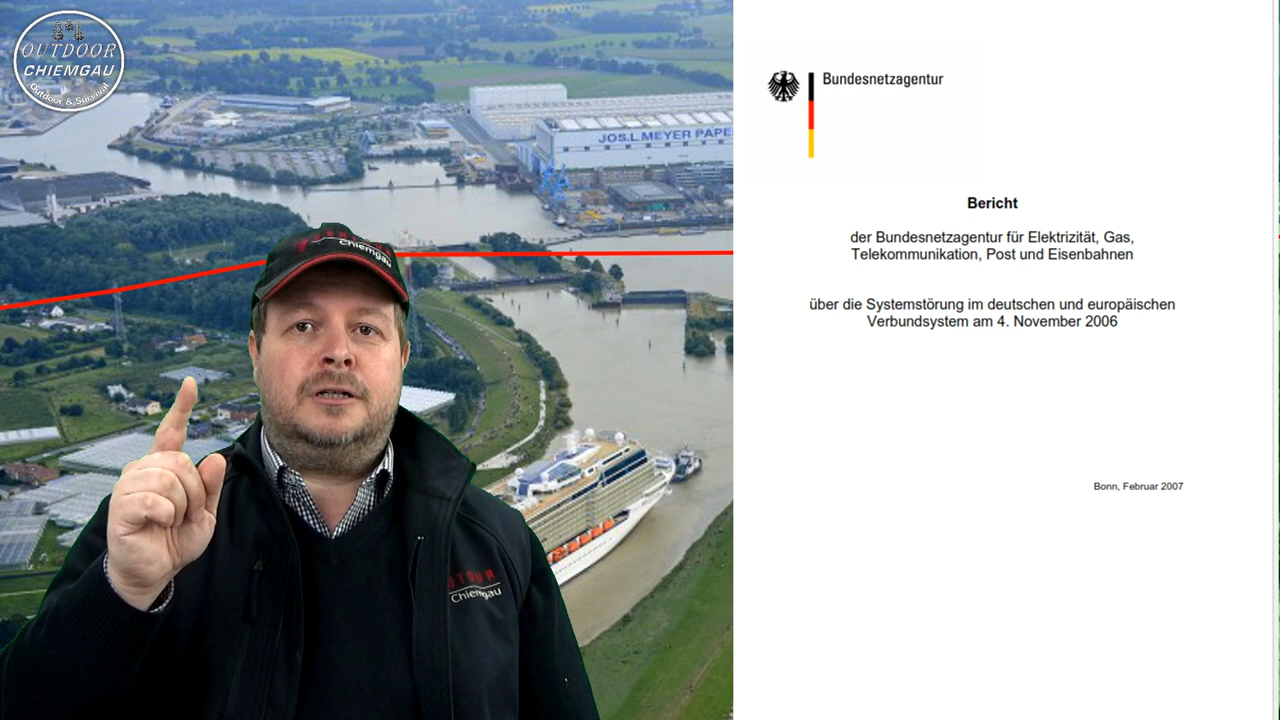 OUTDOOR
CHIEMGAU
Outdoor & Survival
JOS.L.MEYER PAPE
Chiemgau
Chiemgau
Bundesnetzagentur
Bericht
der Bundesnetzagentur für Elektrizität, Gas,
Telekommunikation, Post und Eisenbahnen
über die Systemstörung im deutschen und europäischen
Verbundsystem am 4. November 2006
Bonn, Februar 2007